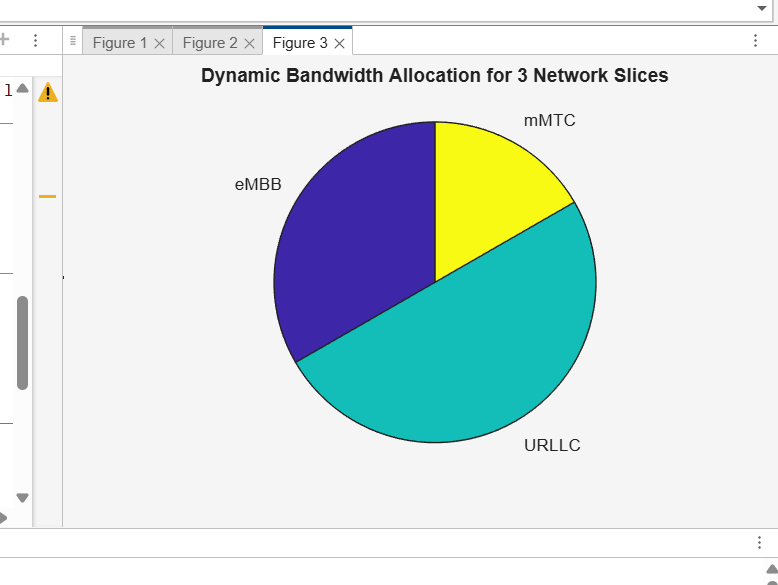 Figure 1
Figure 2
Figure 3
1
Dynamic Bandwidth Allocation for 3 Network Slices
mMTC
eMBB
URLLC